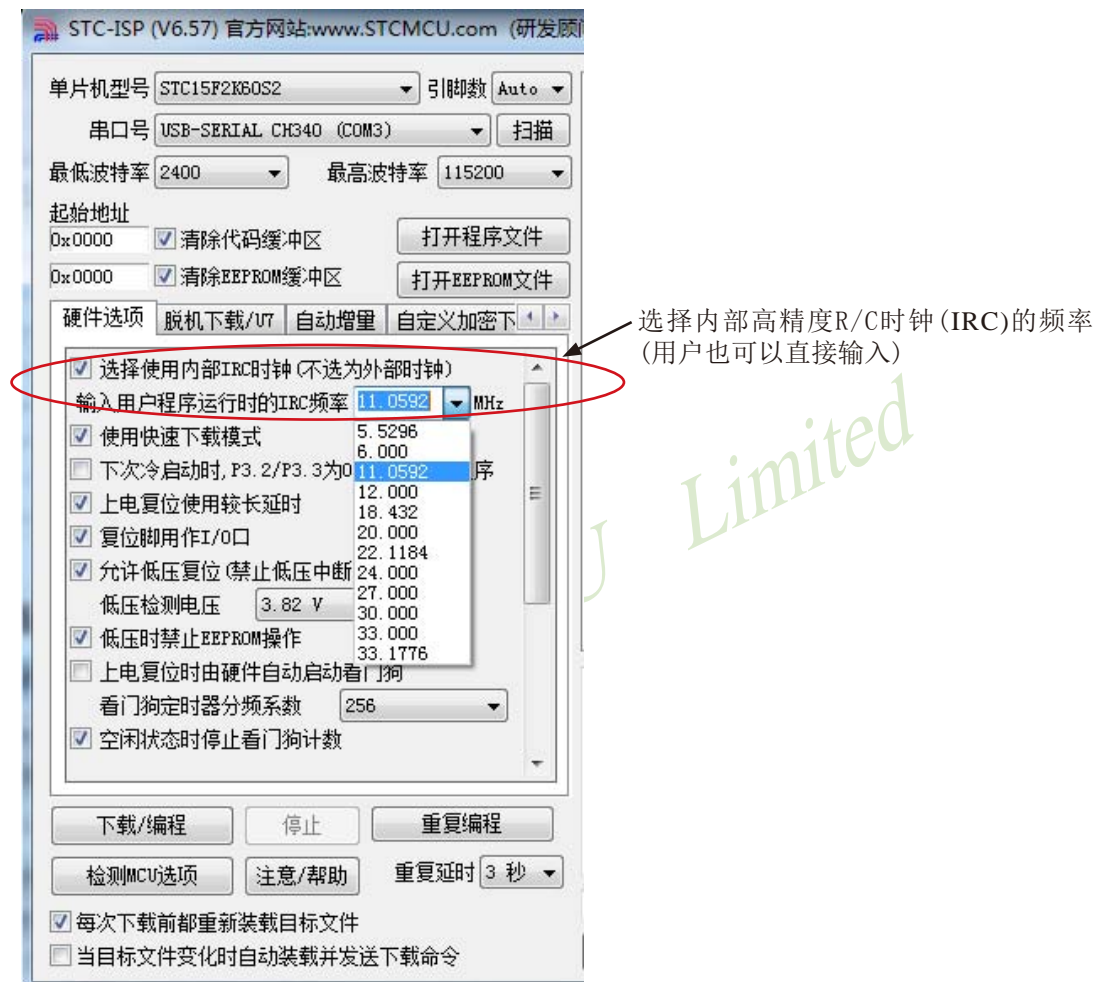 STC-ISP (V6.57) 官方网站:www.STCMCU.com (研发顾
单片机型号 STC15F2K60S2 引脚数 Auto
串口号 USB-SERIAL CH340 (COM3) 扫描
最低波特率 2400 最高波特率 115200
起始地址
0x0000 清除代码缓冲区 打开程序文件
0x0000 清除EEPROM缓冲区 打开EEPROM文件
硬件选项 脱机下载/U7 自动增量 自定义加密下
选择内部高精度R/C时钟(IRC)的频率
(用户也可以直接输入)
选择使用内部IRC时钟(不选为外部时钟)
输入用户程序运行时的IRC频率 11.0592 MHz
使用快速下载模式
5.5296
6.000
下次冷启动时,P3.2/P3.3为0 11.0592 序
12.000
上电复位使用较长延时
18.432
复位脚用作I/O口
20.000
22.1184
允许低压复位(禁止低压中断 24.000
27.000
低压检测电压 3.82 V
30.000
低压时禁止EEPROM操作 33.000
33.1776
上电复位时由硬件自动启动看门狗
看门狗定时器分频系数 256
空闲状态时停止看门狗计数
下载/编程 停止 重复编程
检测MCU选项 注意/帮助 重复延时 3 秒
每次下载前都重新装载目标文件
当目标文件变化时自动装载并发送下载命令
Limited